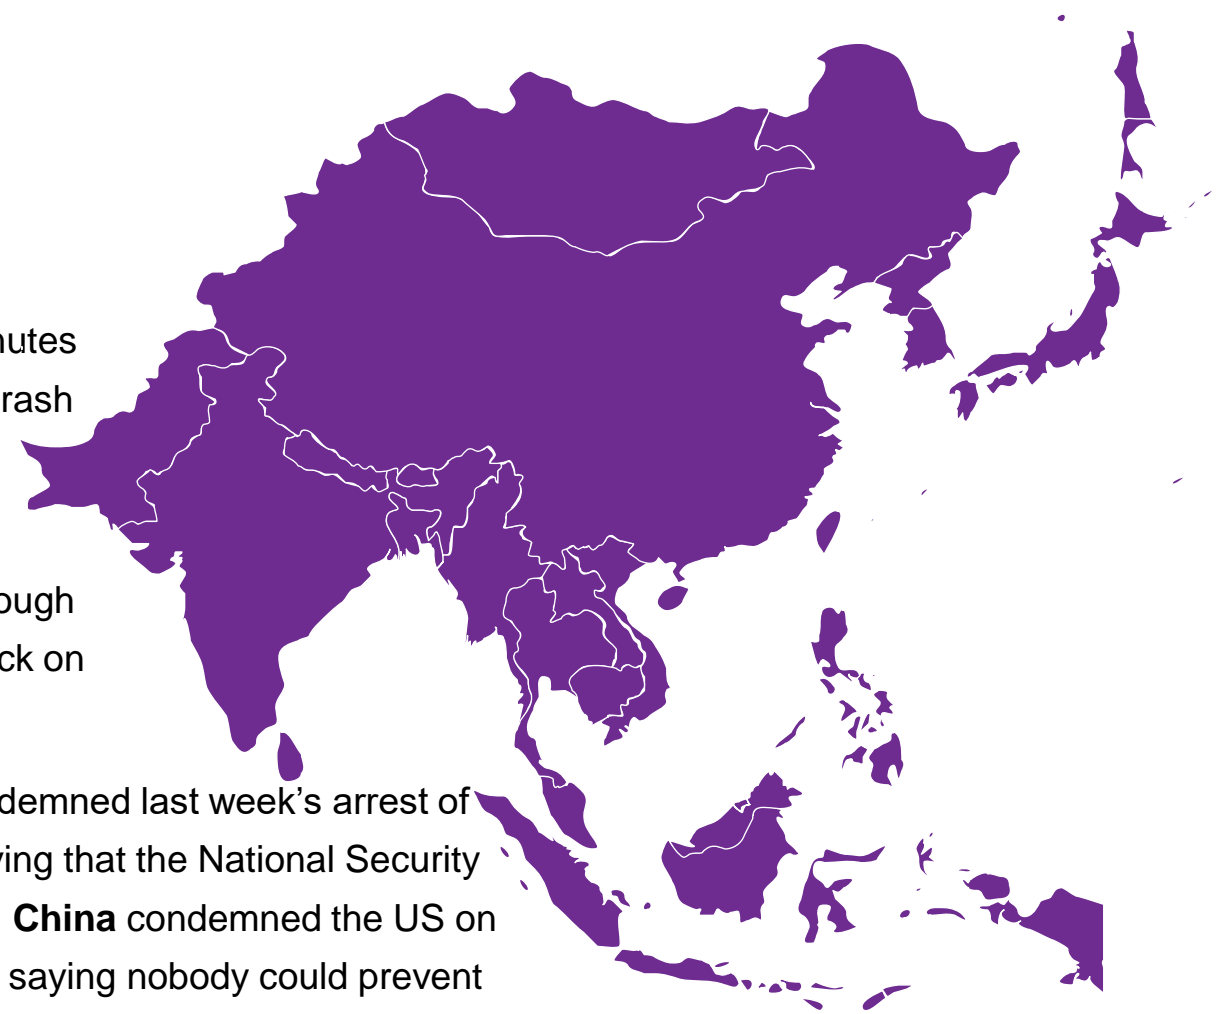 nutes
rash
ough
ck on
demned last week’s arrest of
ying that the National Security
China condemned the US on
saying nobody could prevent